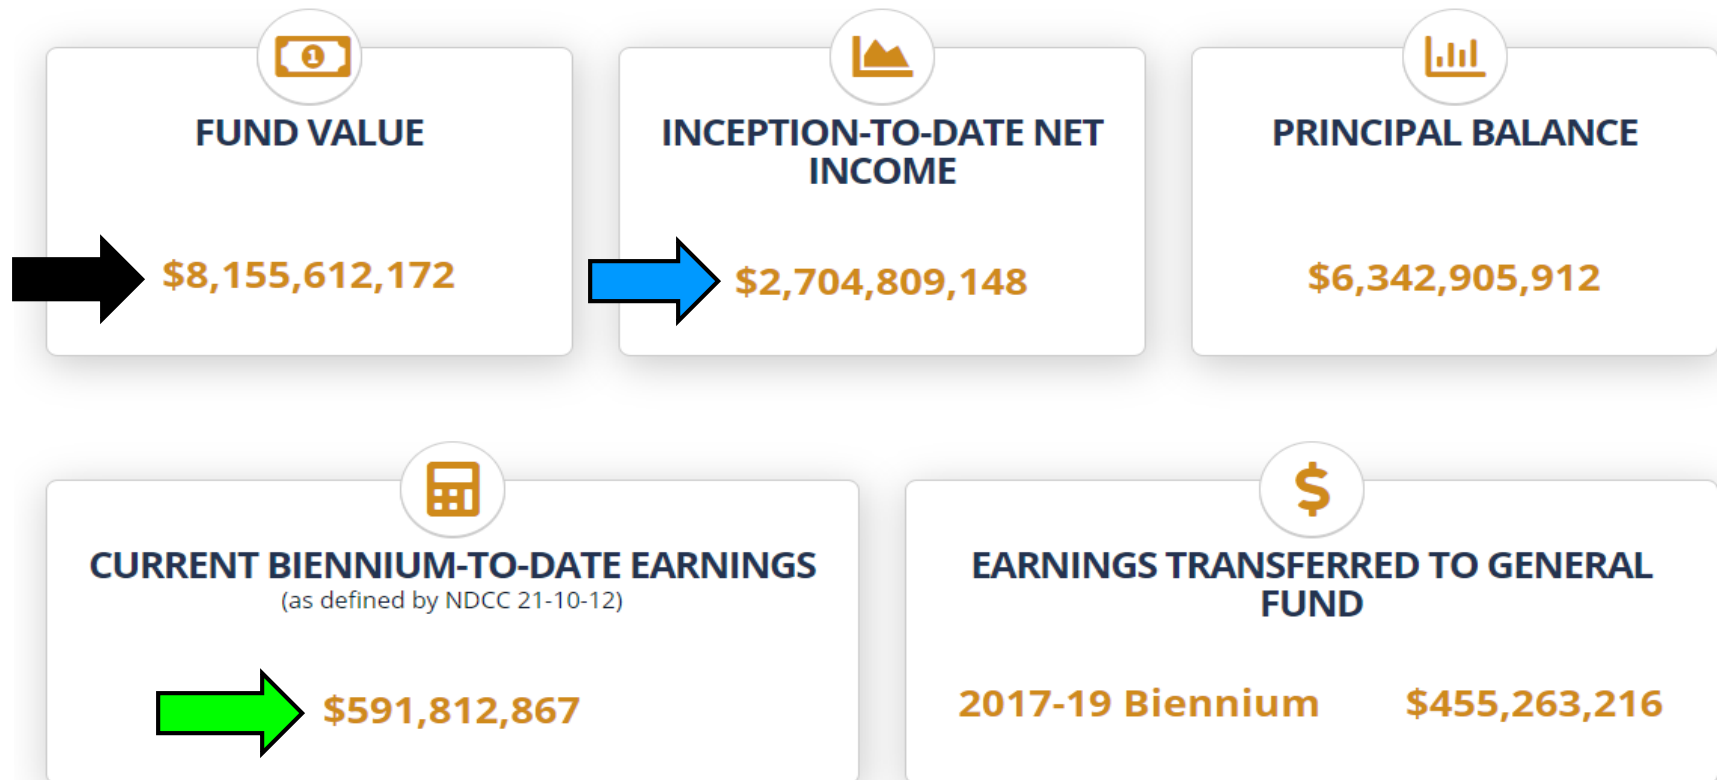 FUND VALUE
$8,155,612,172
INCEPTION-TO-DATE NET
INCOME
$2,704,809,148
PRINCIPAL BALANCE
$6,342,905,912
CURRENT BIENNIUM-TO-DATE EARNINGS
(as defined by NDCC 21-10-12)
$591,812,867
EARNINGS TRANSFERRED TO GENERAL
FUND
2017-19 Biennium $455,263,216